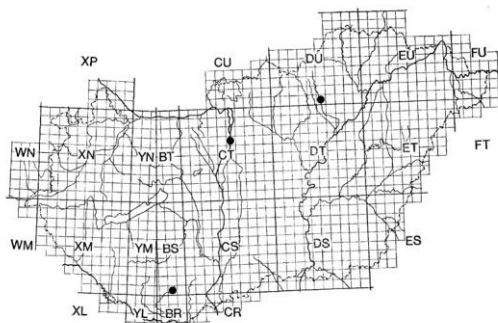 XP CU DU EU FU
WN XN YN BT CT DT ET FT
WM XM YM BS CS DS ES
XL YL BR CR